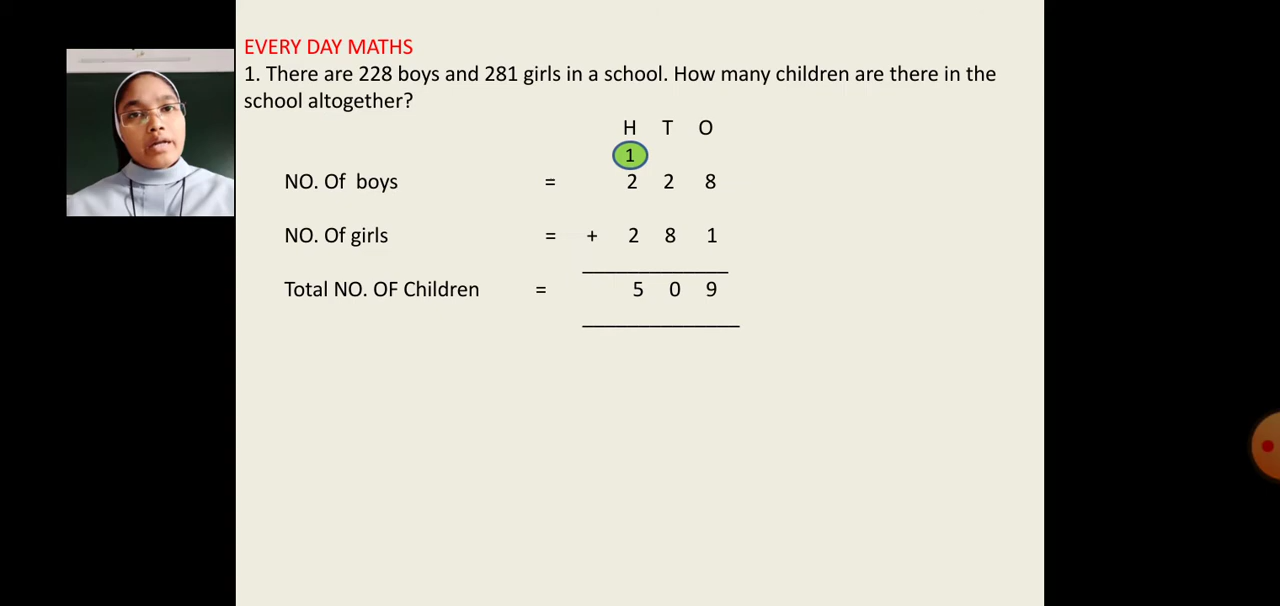 EVERY DAY MATHS
1. There are 228 boys and 281 girls in a school. How many children are there in the
school altogether?
H T O
1
NO. Of boys = 2 2 8
NO. Of girls = + 2 8 1
Total NO. OF Children = 5 0 9